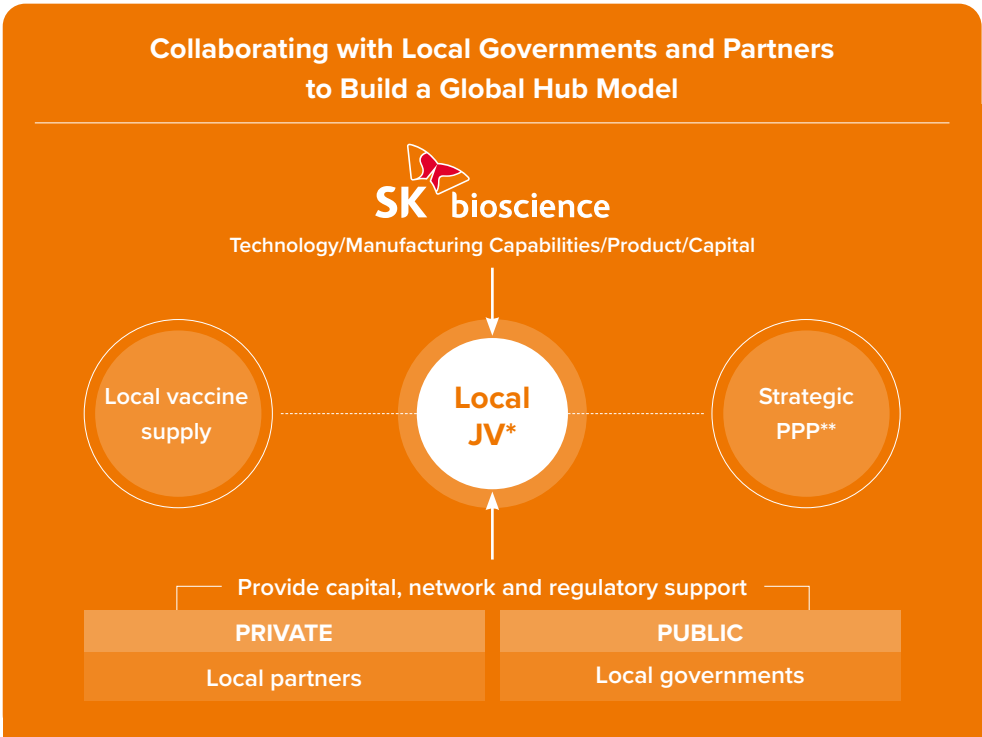 Collaborating with Local Governments and Partners
to Build a Global Hub Model
SK bioscience
Technology/Manufacturing Capabilities/Product/Capital
Local vaccine
supply
Local
JV*
Strategic
PPP**
Provide capital, network and regulatory support
PRIVATE
PUBLIC
Local partners
Local governments